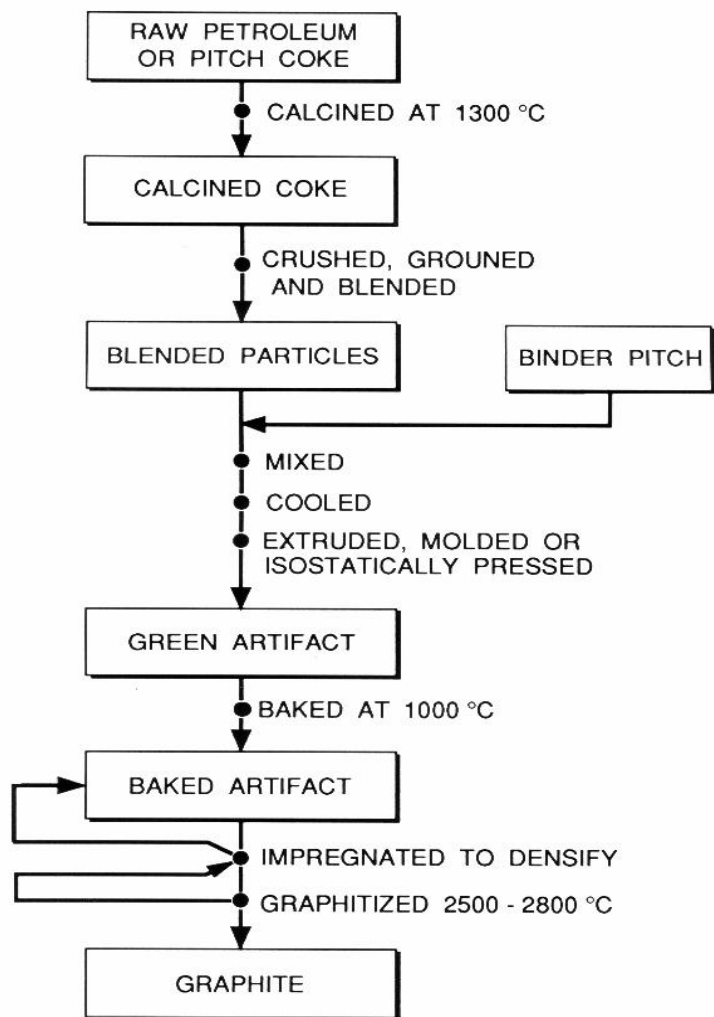 RAW PETROLEUM
OR PITCH COKE
CALCINED AT 1300 °C
CALCINED COKE
CRUSHED, GROUNED
AND BLENDED
BLENDED PARTICLES
BINDER PITCH
MIXED
COOLED
EXTRUDED, MOLDED OR
ISOSTATICALLY PRESSED
GREEN ARTIFACT
BAKED AT 1000 °C
BAKED ARTIFACT
IMPREGNATED TO DENSIFY
GRAPHITIZED 2500 - 2800 °C
GRAPHITE